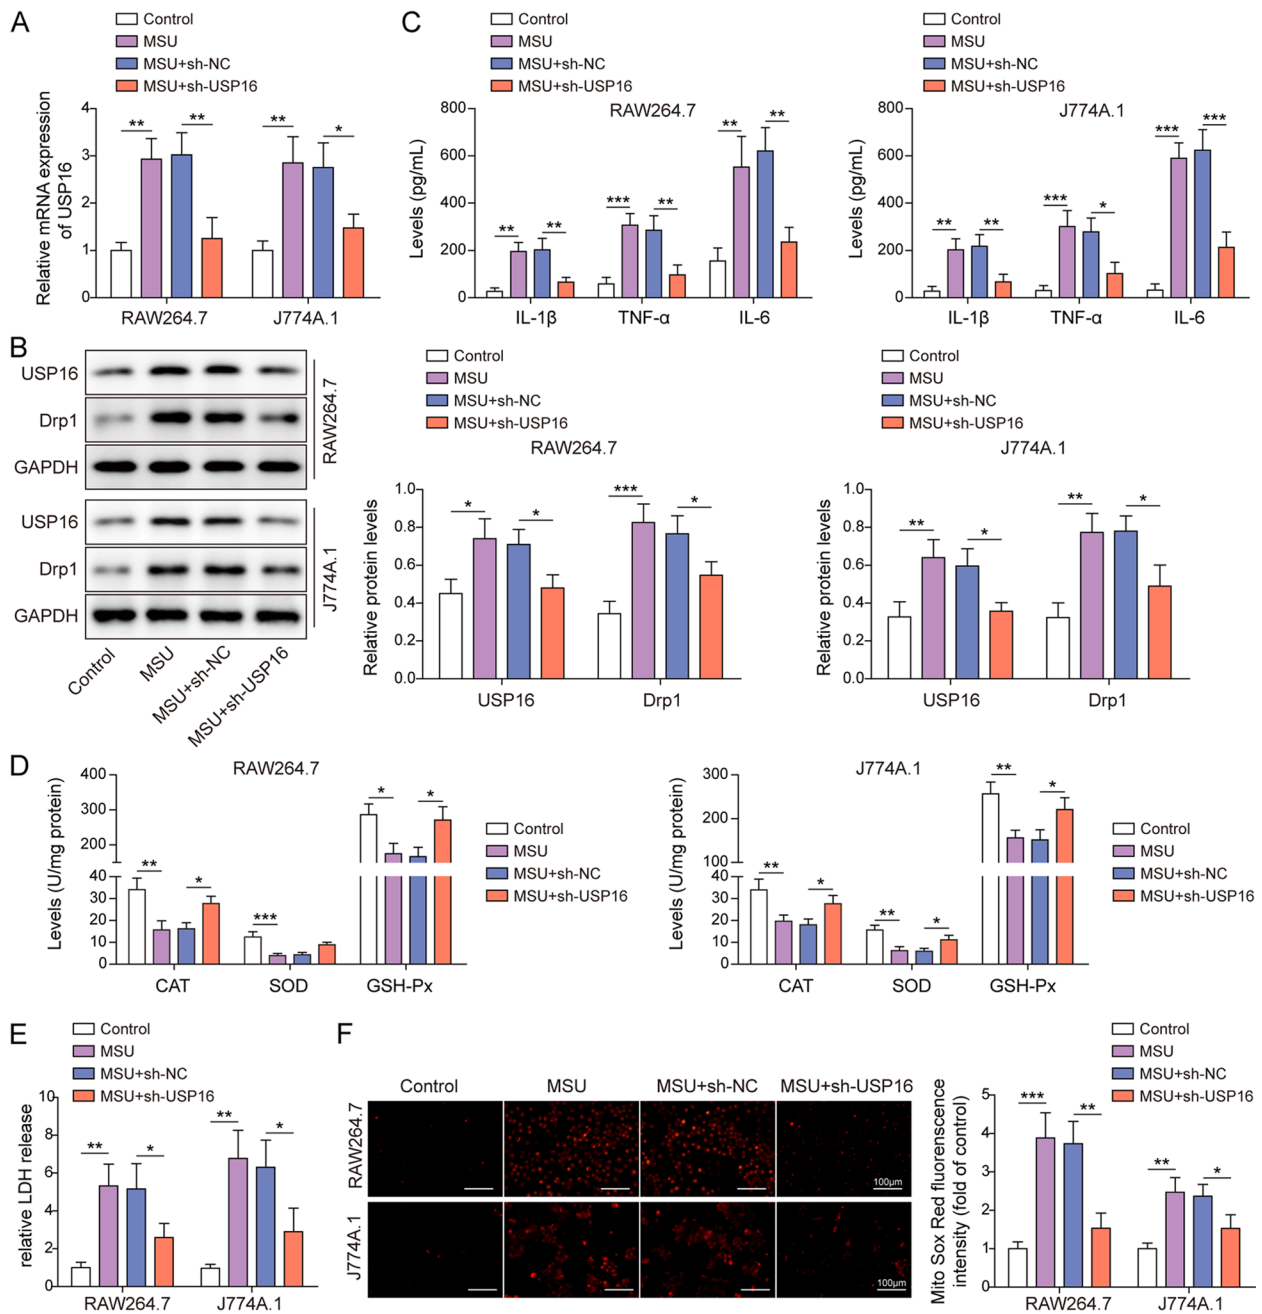 A
Control
MSU
MSU+sh-NC
MSU+sh-USP16
Relative mRNA expression
of USP16
4
3
2
1
0
** ** ** *
RAW264.7 J774A.1
C
Control
MSU
MSU+sh-NC
MSU+sh-USP16
RAW264.7
Levels (pg/mL)
800
600
400
200
0
** ** *** ** ** **
IL-1β TNF-α IL-6
Control
MSU
MSU+sh-NC
MSU+sh-USP16
J774A.1
Levels (pg/mL)
800
600
400
200
0
** ** *** * *** ***
IL-1β TNF-α IL-6
B
USP16
Drp1
GAPDH
RAW264.7
USP16
Drp1
GAPDH
J774A.1
Control
MSU
MSU+sh-NC
MSU+sh-USP16
Control
MSU
MSU+sh-NC
MSU+sh-USP16
RAW264.7
Relative protein levels
1.0
0.8
0.6
0.4
0.2
0.0
* * *** *
USP16 Drp1
Control
MSU
MSU+sh-NC
MSU+sh-USP16
J774A.1
Relative protein levels
1.0
0.8
0.6
0.4
0.2
0.0
** * ** *
USP16 Drp1
D
RAW264.7
Levels (U/mg protein)
400
300
200
100
40
30
20
10
0
** * *** * *
CAT SOD GSH-Px
Control
MSU
MSU+sh-NC
MSU+sh-USP16
J774A.1
Levels (U/mg protein)
300
200
100
40
30
20
10
0
** * ** * ** *
CAT SOD GSH-Px
Control
MSU
MSU+sh-NC
MSU+sh-USP16
E
Control
MSU
MSU+sh-NC
MSU+sh-USP16
relative LDH release
10
8
6
4
2
0
** * ** *
RAW264.7 J774A.1
F
Control MSU MSU+sh-NC MSU+sh-USP16
RAW264.7
100μm
J774A.1
100μm
Control
MSU
MSU+sh-NC
MSU+sh-USP16
Mito Sox Red fluorescence
intensity (fold of control)
5
4
3
2
1
0
*** ** ** *
RAW264.7 J774A.1